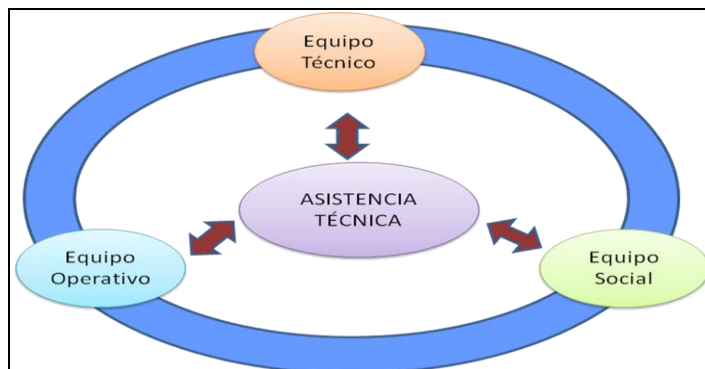 Equipo
Técnico
ASISTENCIA
TÉCNICA
Equipo
Operativo
Equipo
Social